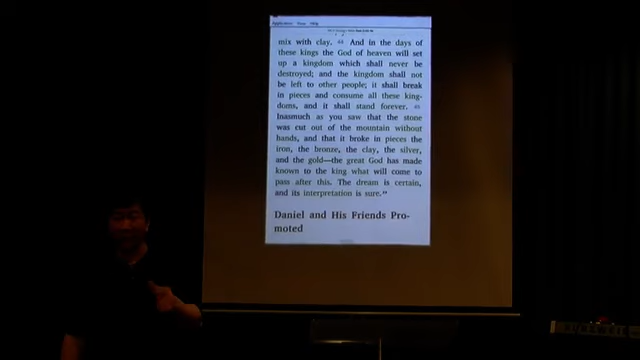 Help
mix with clay. 44 And in the days of
these kings the God of heaven will set
up a kingdom which shall never be
destroyed; and the kingdom shall not
be left to other people; it shall break
in pieces and consume all these king-
doms, and it shall stand forever. 45
Inasmuch as you saw that the stone
was cut out of the mountain without
hands, and that it broke in pieces the
iron, the bronze, the clay, the silver,
and the gold—the great God has made
known to the king what will come to
pass after this. The dream is certain,
and its interpretation is sure."
Daniel and His Friends Pro-
moted